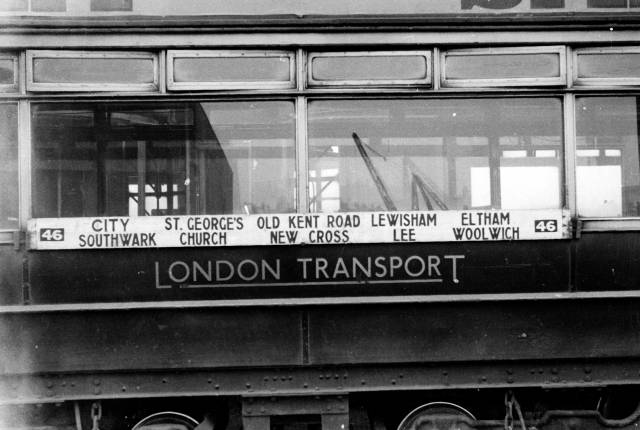 46 CITY ST. GEORGE'S OLD KENT ROAD LEWISHAM ELTHAM 46
SOUTHWARK CHURCH NEW CROSS LEE WOOLWICH
LONDON TRANSPORT